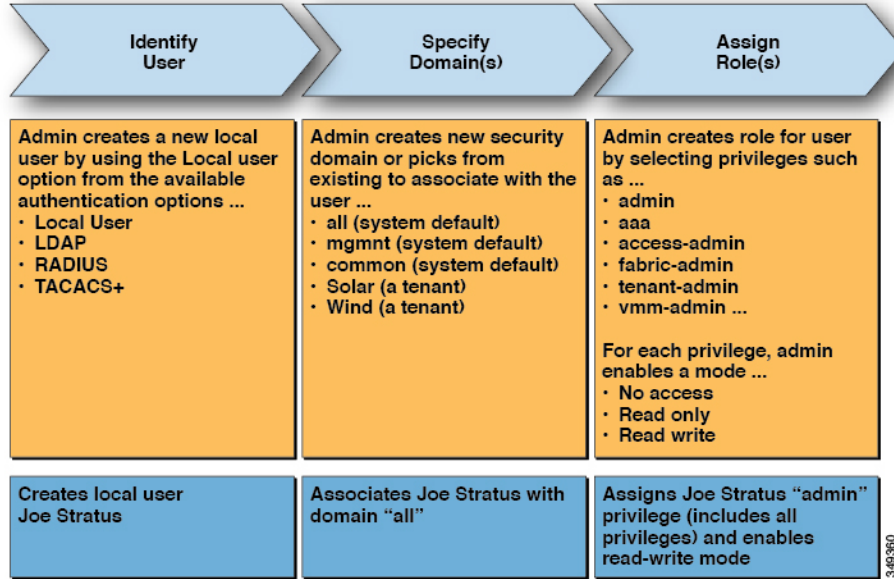 Identify
User
Specify
Domain(s)
Assign
Role(s)
Admin creates a new local
user by using the Local user
option from the available
authentication options ...
• Local User
• LDAP
• RADIUS
• TACACS+
Admin creates new security
domain or picks from
existing to associate with the
user ...
• all (system default)
• mgmnt (system default)
• common (system default)
• Solar (a tenant)
• Wind (a tenant)
Admin creates role for user
by selecting privileges such
as ...
• admin
• aaa
• access-admin
• fabric-admin
• tenant-admin
• vmm-admin ...
For each privilege, admin
enables a mode ...
• No access
• Read only
• Read write
Creates local user
Joe Stratus
Associates Joe Stratus with
domain “all”
Assigns Joe Stratus “admin”
privilege (includes all
privileges) and enables
read-write mode
349360